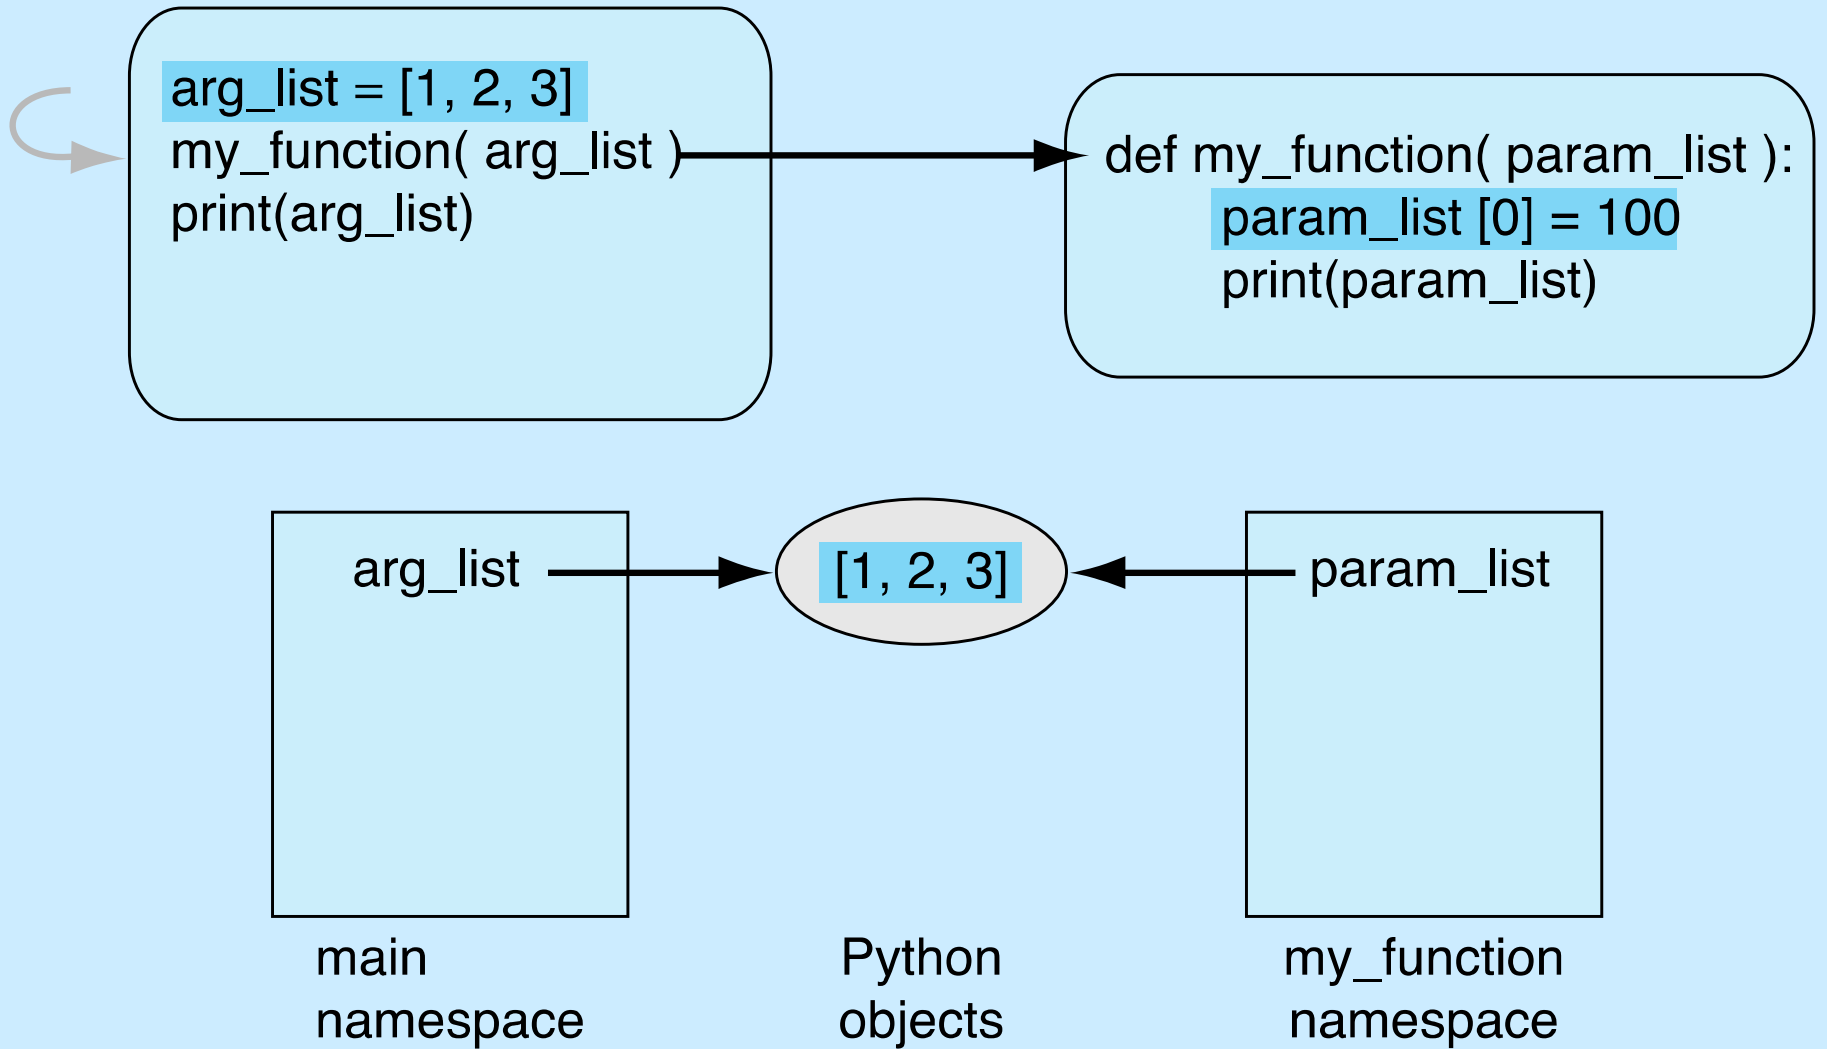 arg_list = [1, 2, 3]
my_function( arg_list )
print(arg_list)
def my_function( param_list ):
param_list [0] = 100
print(param_list)
arg_list
[1, 2, 3]
param_list
main
namespace
Python
objects
my_function
namespace